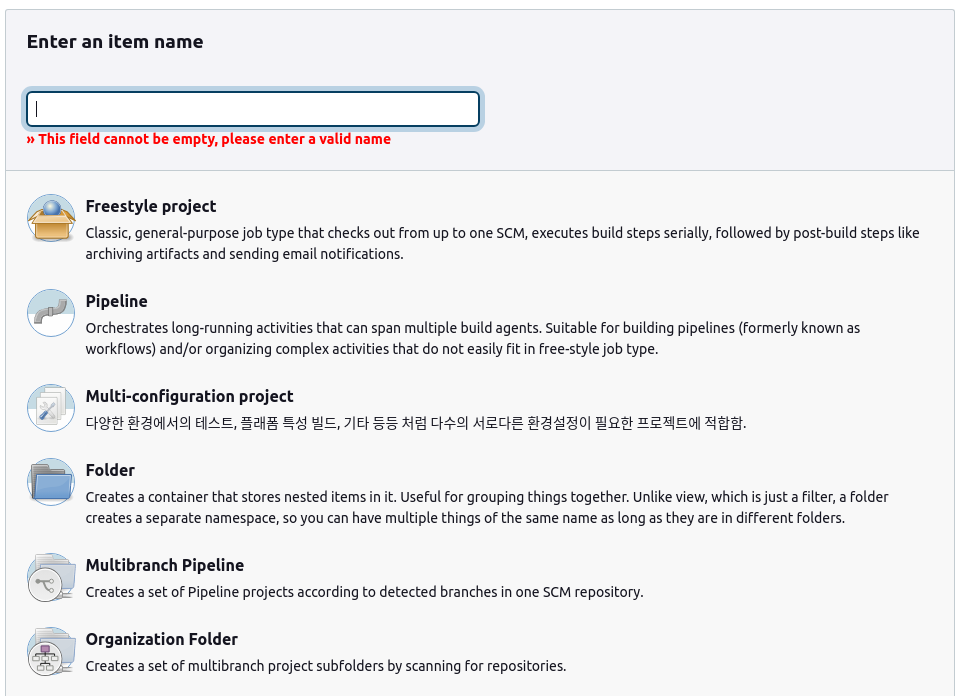 Enter an item name
» This field cannot be empty, please enter a valid name
Freestyle project
Classic, general-purpose job type that checks out from up to one SCM, executes build steps serially, followed by post-build steps like
archiving artifacts and sending email notifications.
Pipeline
Orchestrates long-running activities that can span multiple build agents. Suitable for building pipelines (formerly known as
workflows) and/or organizing complex activities that do not easily fit in free-style job type.
Multi-configuration project
다양한 환경에서의 테스트, 플래폼 특성 빌드, 기타 등등 처럼 다수의 서로다른 환경설정이 필요한 프로젝트에 적합함.
Folder
Creates a container that stores nested items in it. Useful for grouping things together. Unlike view, which is just a filter, a folder
creates a separate namespace, so you can have multiple things of the same name as long as they are in different folders.
Multibranch Pipeline
Creates a set of Pipeline projects according to detected branches in one SCM repository.
Organization Folder
Creates a set of multibranch project subfolders by scanning for repositories.